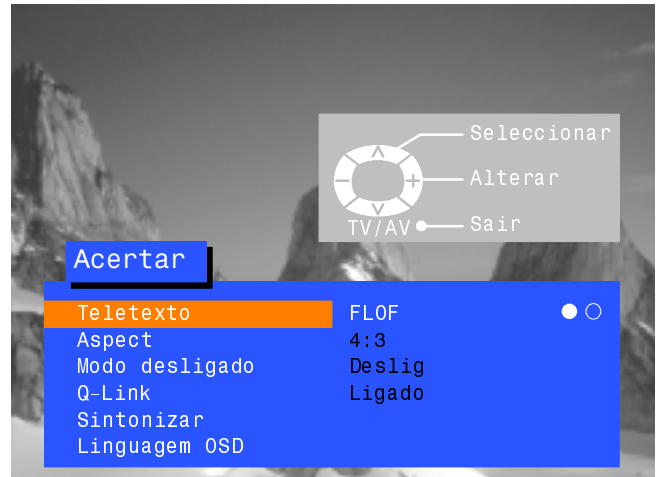 Seleccionar
Alterar
TV/AV Sair
Acertar
Teletexto FLOF
Aspect 4:3
Modo desligado Deslig
Q-Link Ligado
Sintonizar
Linguagem OSD